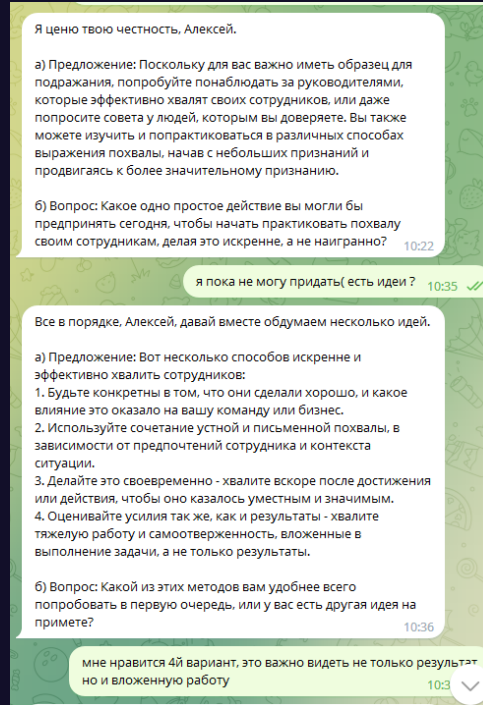 Я ценю твою честность, Алексей.
а) Предложение: Поскольку для вас важно иметь образец для
подражания, попробуйте понаблюдать за руководителями,
которые эффективно хвалят своих сотрудников, или даже
попросите совета у людей, которым вы доверяете. Вы также
можете изучить и попрактиковаться в различных способах
выражения похвалы, начав с небольших признаний и
продвигаясь к более значительному признанию.
б) Вопрос: Какое одно простое действие вы могли бы
предпринять сегодня, чтобы начать практиковать похвалу
своим сотрудникам, делая это искренне, а не наигранно? 10:22
я пока не могу придать( есть идеи ? 10:35
Все в порядке, Алексей, давай вместе обдумаем несколько идей.
а) Предложение: Вот несколько способов искренне и
эффективно хвалить сотрудников:
1. Будьте конкретны в том, что они сделали хорошо, и какое
влияние это оказало на вашу команду или бизнес.
2. Используйте сочетание устной и письменной похвалы, в
зависимости от предпочтений сотрудника и контекста
ситуации.
3. Делайте это своевременно - хвалите вскоре после достижения
или действия, чтобы оно казалось уместным и значимым.
4. Оценивайте усилия так же, как и результаты - хвалите
тяжелую работу и самоотверженность, вложенные в
выполнение задачи, а не только результаты.
б) Вопрос: Какой из этих методов вам удобнее всего
попробовать в первую очередь, или у вас есть другая идея на
примете? 10:36
мне нравится 4й вариант, это важно видеть не только результат
но и вложенную работу